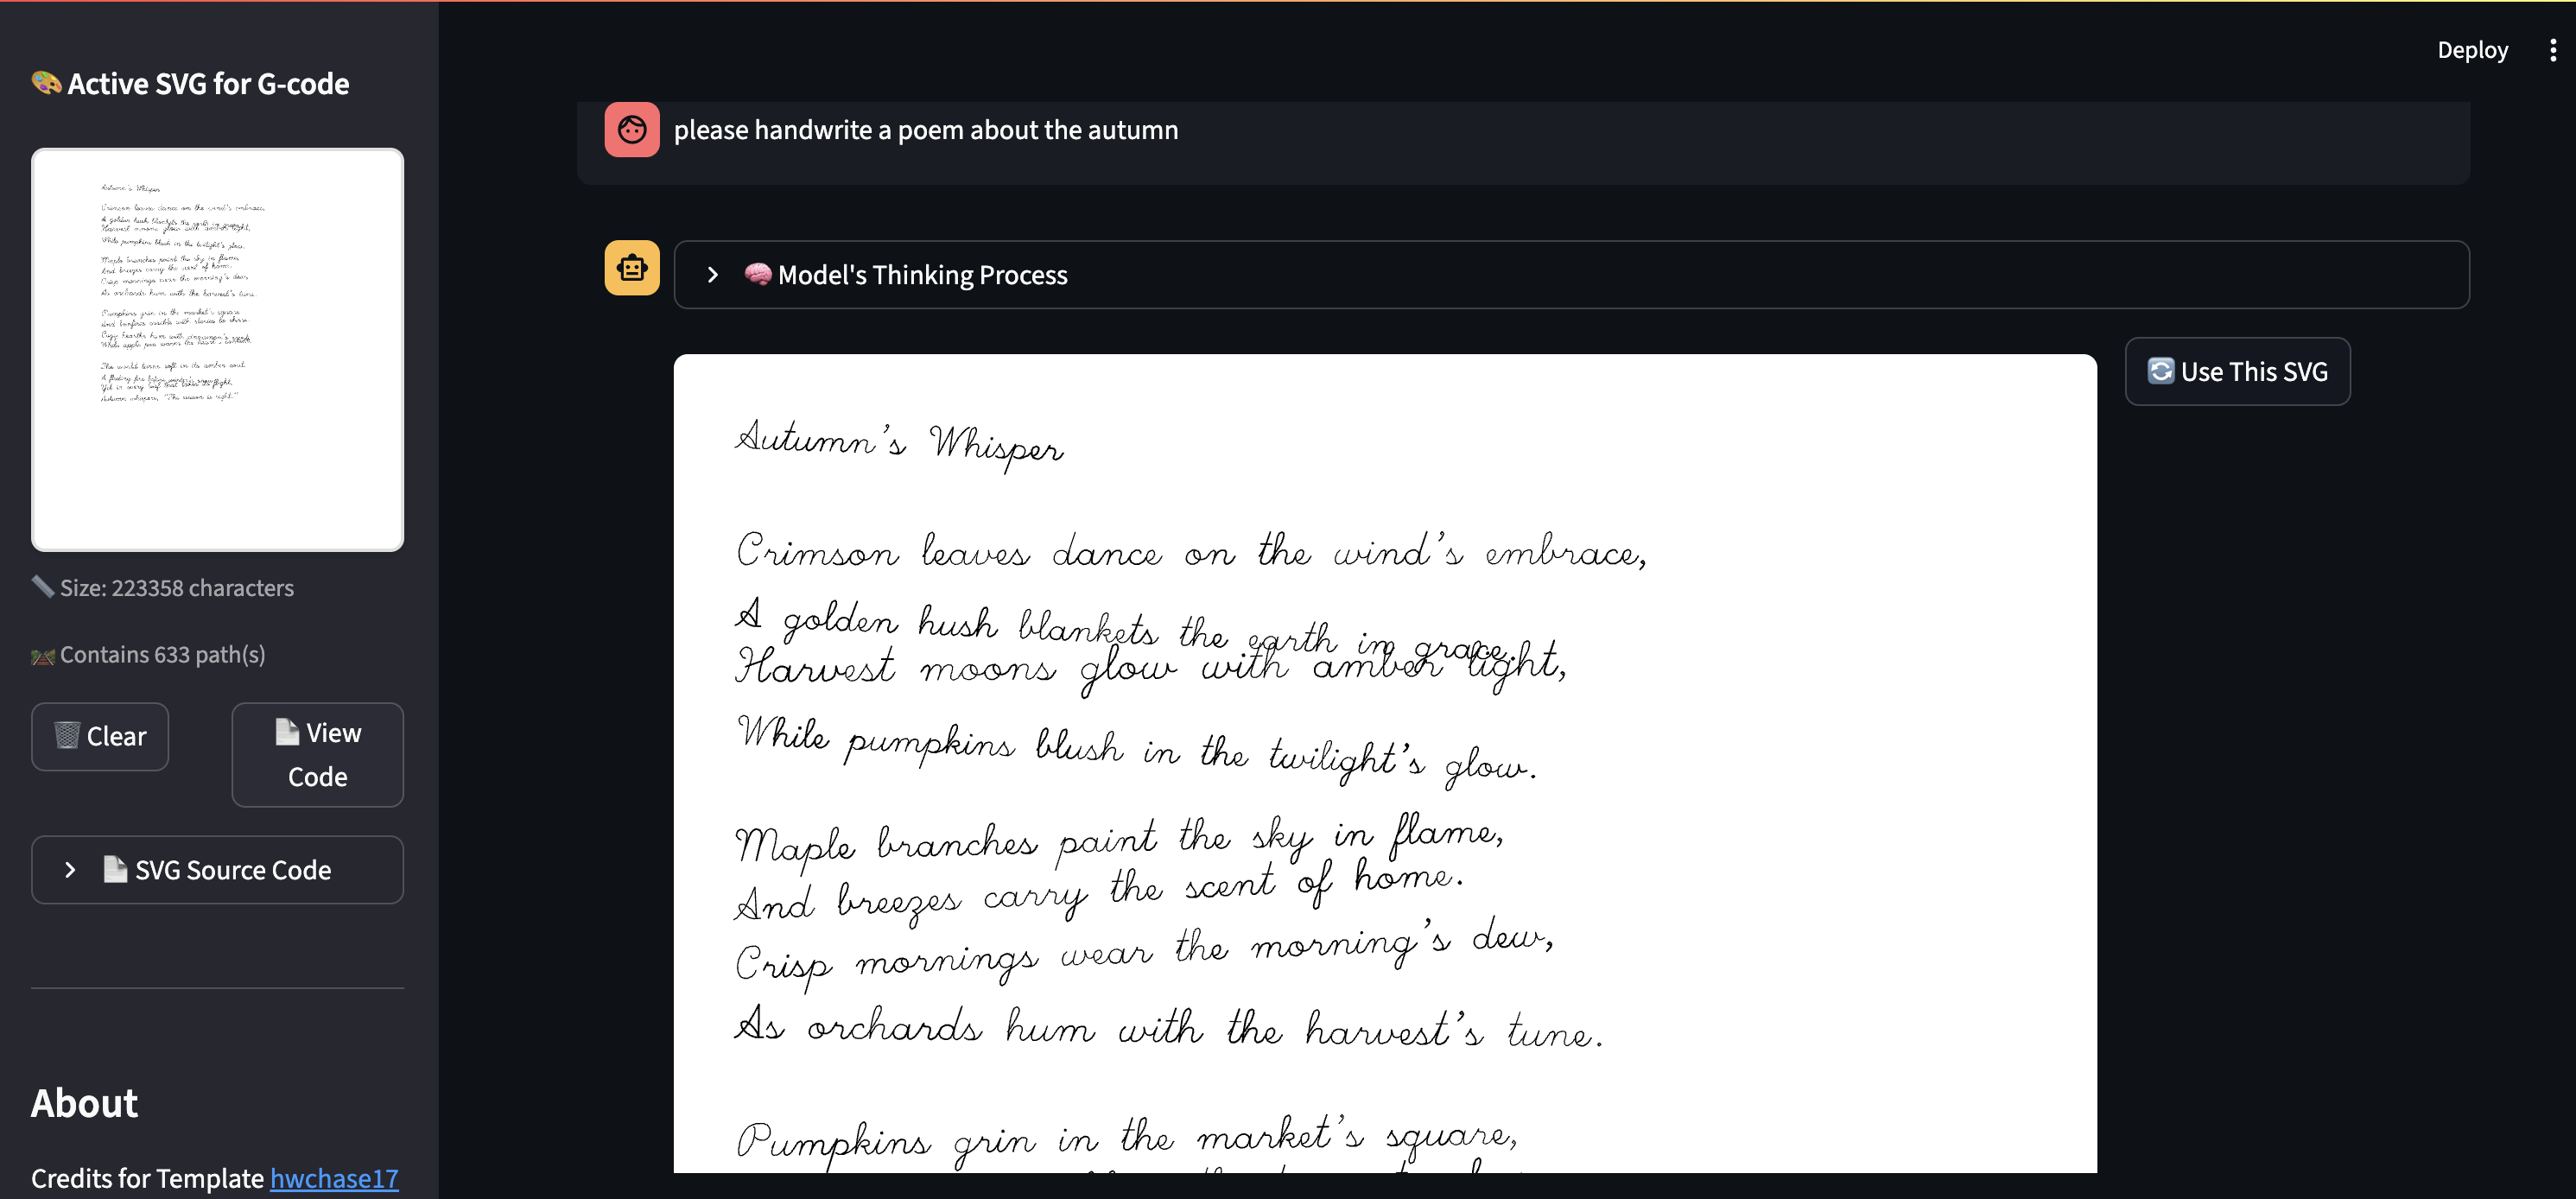 Deploy
🎨 Active SVG for G-code
please handwrite a poem about the autumn
🧠 Model's Thinking Process
Use This SVG
Autumn's Whisper
Crimson leaves dance on the wind's embrace,
A golden hush blankets the earth in grace.
Harvest moons glow with amber light,
While pumpkins blush in the twilight's glow.
Maple branches paint the sky in flame,
And breezes carry the scent of home.
Crisp mornings wear the morning's dew,
As orchards hum with the harvest's tune.
Pumpkins grin in the market's square,
Autumn's Whisper
Crimson leaves dance on the wind's embrace,
A golden hush blankets the earth in grace.
Harvest moons glow with amber light,
While pumpkins blush in the twilight's glow.
Maple branches paint the sky in flame,
And breezes carry the scent of home.
Crisp mornings wear the morning's dew,
As orchards hum with the harvest's tune.
Pumpkins grin in the market's square,
And bonfires with stories to share.
Cozy hearths hum with cinnamon's
While apple pies warm the heart's
The world turns soft in its amber
A fleeting fire before winter's snow
Yet in every leaf that takes its flight,
Autumn whispers, "The season is right."
📏 Size: 223358 characters
🛤️ Contains 633 path(s)
🗑️ Clear
📄 View
Code
📄 SVG Source Code
About
Credits for Template hwchase17